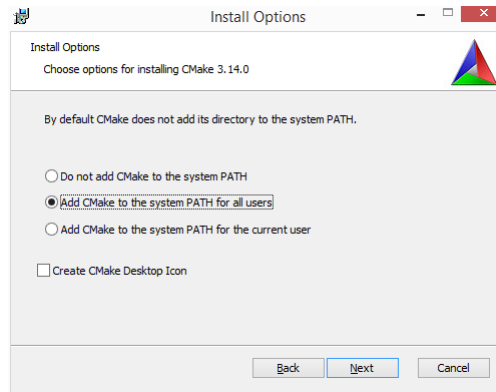 Install Options
Install Options
Choose options for installing CMake 3.14.0
By default CMake does not add its directory to the system PATH.
Do not add CMake to the system PATH
Add CMake to the system PATH for all users
Add CMake to the system PATH for the current user
Create CMake Desktop Icon
Back Next Cancel